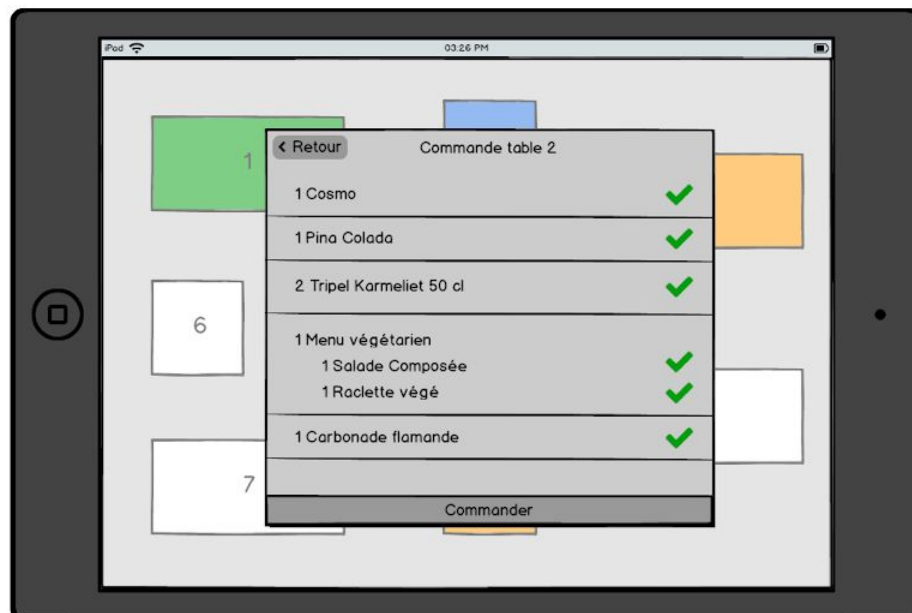 iPod 03:26 PM
1
< Retour Commande table 2
1 Cosmo
1 Pina Colada
2 Tripel Karmeliet 50 cl
6
1 Menu végétarien
1 Salade Composée
1 Raclette végé
1 Carbonade flamande
7
Commander